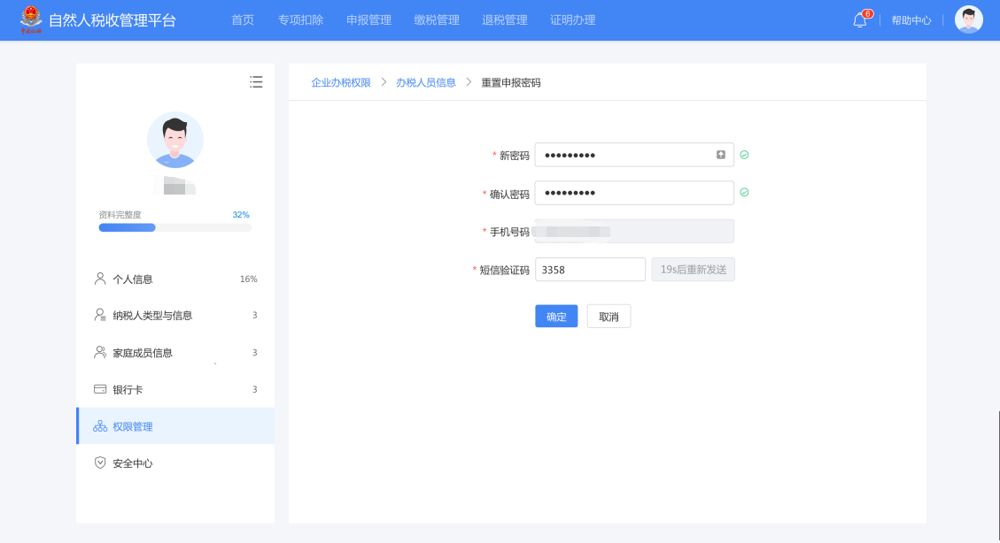 自然人税收管理平台 首页 专项扣除 申报管理 缴税管理 退税管理 证明办理 6 帮助中心
企业办税权限 > 办税人员信息 > 重置申报密码
资料完整度 32%
个人信息 16%
纳税人类型与信息 3
家庭成员信息 3
银行卡 3
权限管理
安全中心
* 新密码 •••••••••
* 确认密码 •••••••••
* 手机号码
* 短信验证码 3358 19s后重新发送
确定 取消